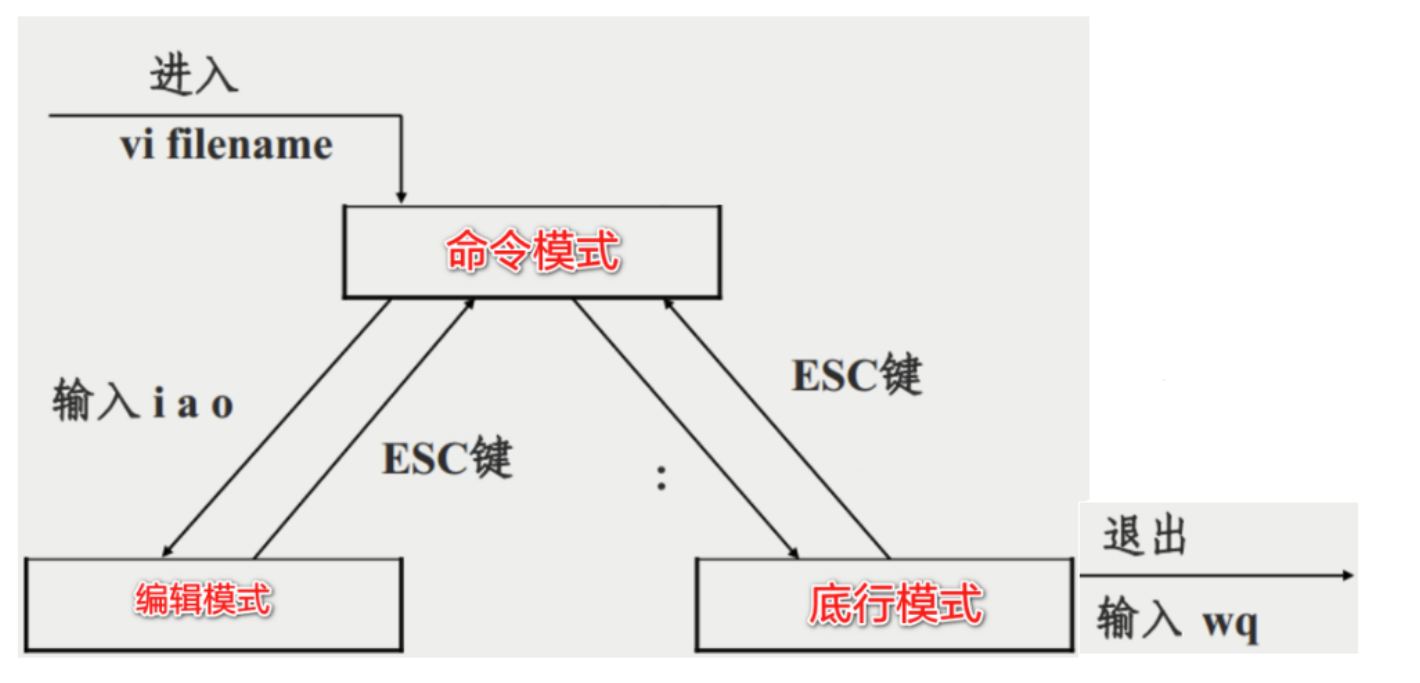 进入
vi filename
命令模式
输入 i a o
ESC键
ESC键
:
编辑模式
底行模式
退出
输入 wq